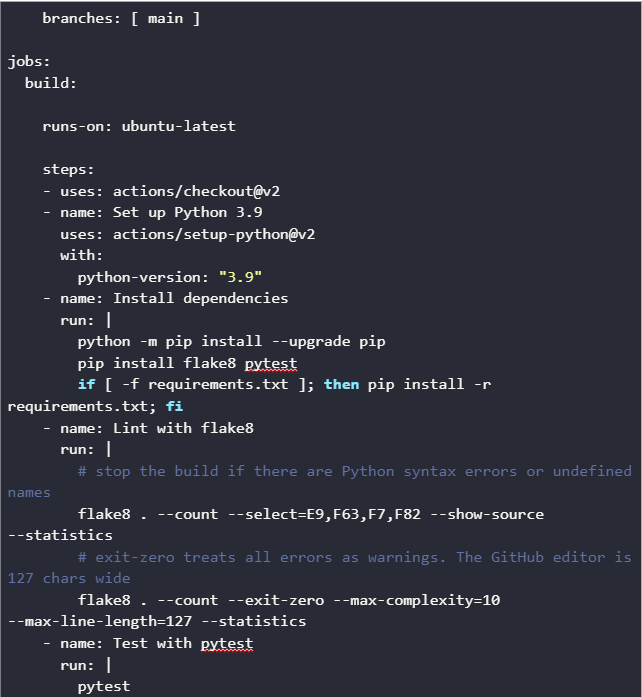 branches: [ main ]

jobs:
  build:

    runs-on: ubuntu-latest

    steps:
    - uses: actions/checkout@v2
    - name: Set up Python 3.9
      uses: actions/setup-python@v2
      with:
        python-version: "3.9"
    - name: Install dependencies
      run: |
        python -m pip install --upgrade pip
        pip install flake8 pytest
        if [ -f requirements.txt ]; then pip install -r
requirements.txt; fi
    - name: Lint with flake8
      run: |
        # stop the build if there are Python syntax errors or undefined
names
        flake8 . --count --select=E9,F63,F7,F82 --show-source
--statistics
        # exit-zero treats all errors as warnings. The GitHub editor is
127 chars wide
        flake8 . --count --exit-zero --max-complexity=10
--max-line-length=127 --statistics
    - name: Test with pytest
      run: |
        pytest